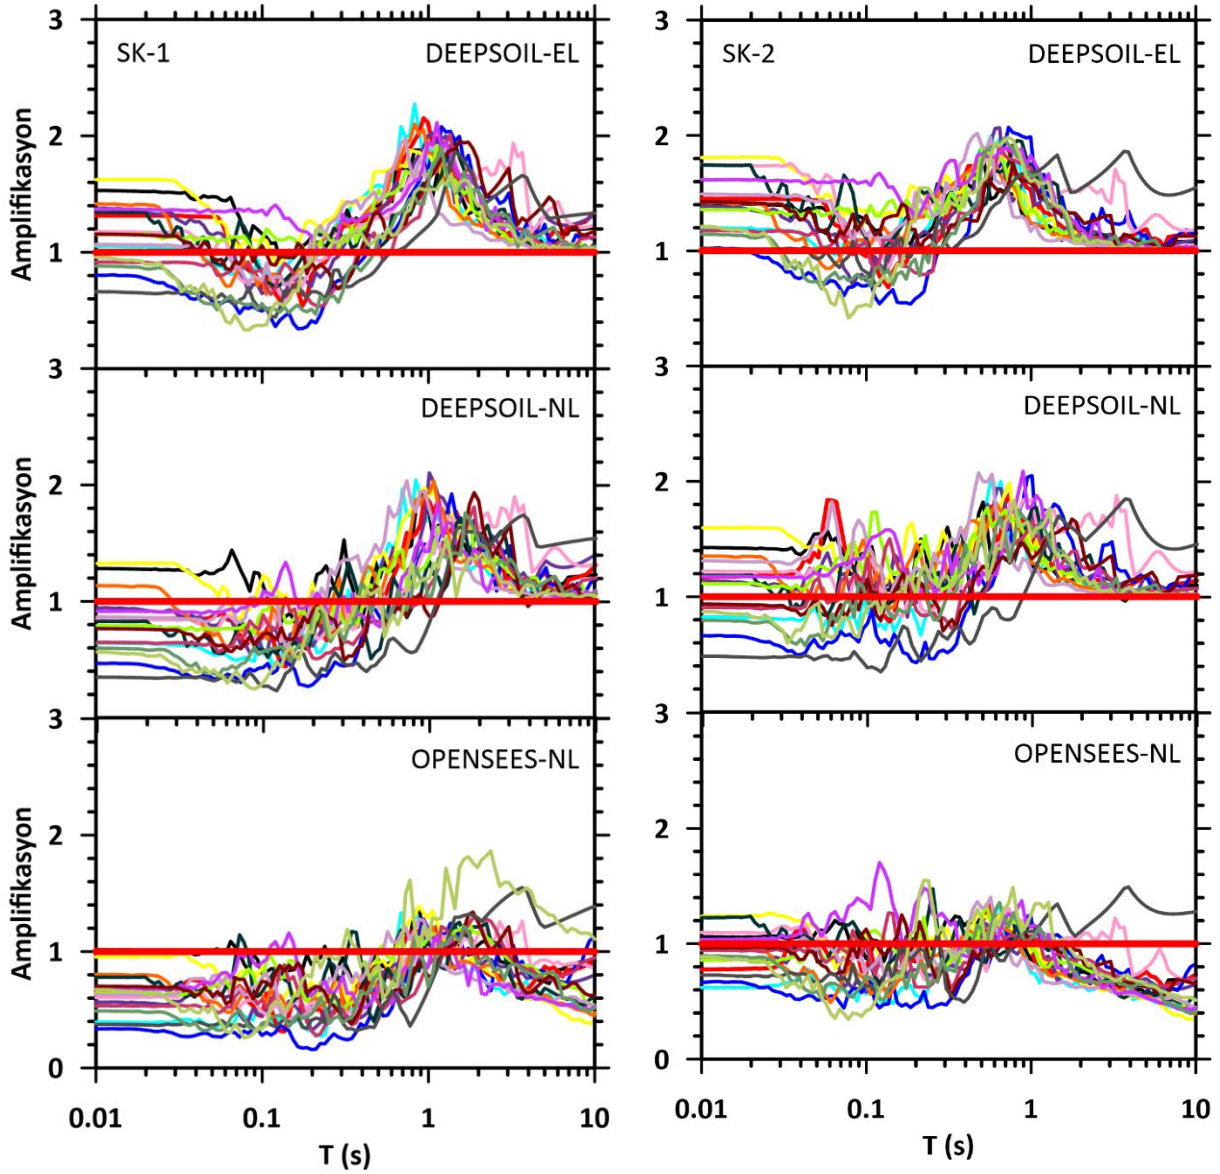 3
SK-1 DEEPSOIL-EL
2
Amplifikasyon
1
3
DEEPSOIL-NL
2
Amplifikasyon
1
3
OPENSEES-NL
2
Amplifikasyon
1
0
0.01 0.1 1 10
T (s)
3
SK-2 DEEPSOIL-EL
2
1
3
DEEPSOIL-NL
2
1
3
OPENSEES-NL
2
1
0
0.01 0.1 1 10
T (s)